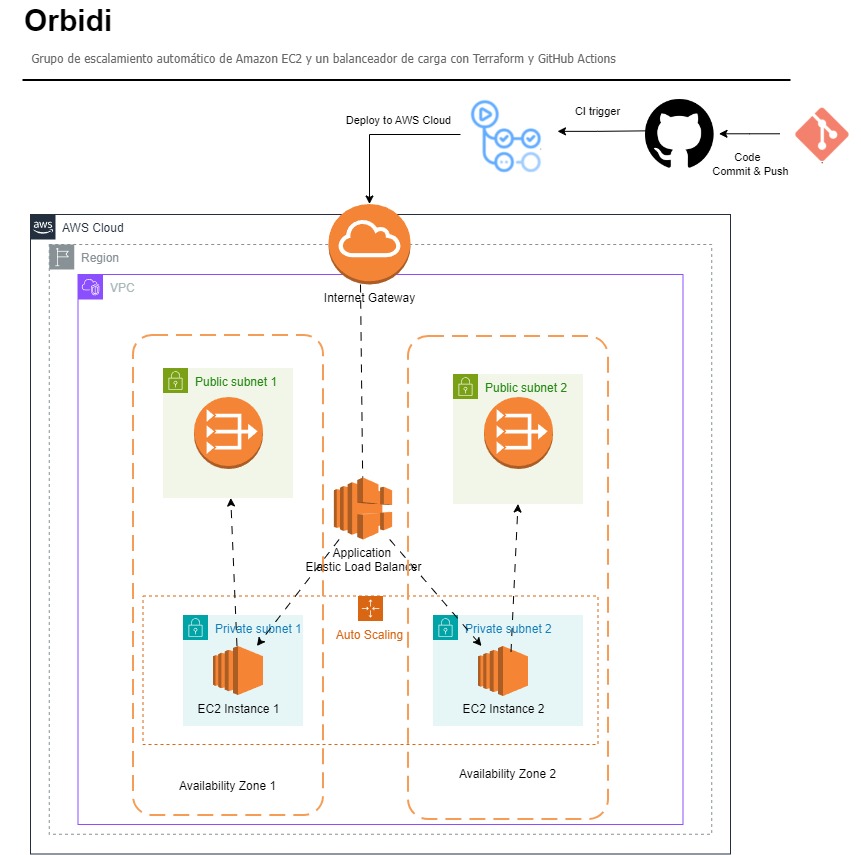 Orbidi
Grupo de escalamiento automático de Amazon EC2 y un balanceador de carga con Terraform y GitHub Actions
Deploy to AWS Cloud
CI trigger
Code
Commit & Push
aws
AWS Cloud
Region
VPC
Internet Gateway
Public subnet 1
Public subnet 2
Application
Elastic Load Balancer
Private subnet 1
Auto Scaling
Private subnet 2
EC2 Instance 1
EC2 Instance 2
Availability Zone 1
Availability Zone 2